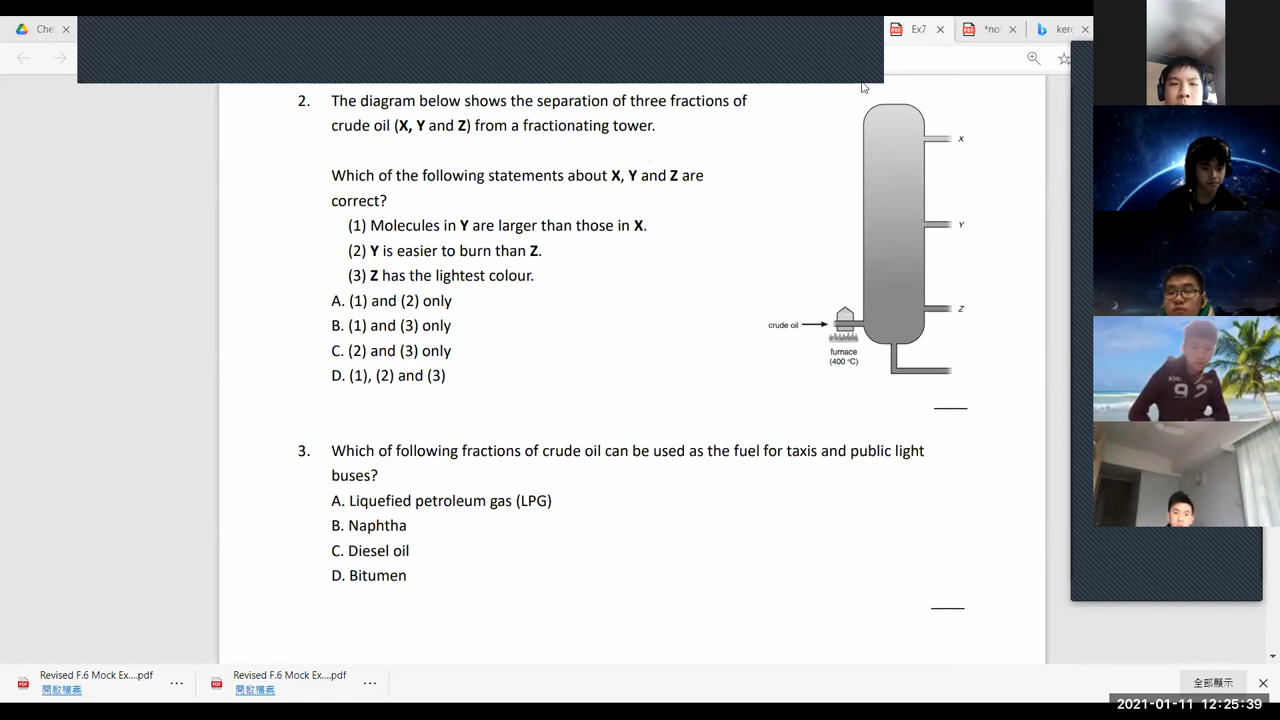 Che
Ex7-
*no
kerc
2. The diagram below shows the separation of three fractions of
crude oil (X, Y and Z) from a fractionating tower.
Which of the following statements about X, Y and Z are
correct?
(1) Molecules in Y are larger than those in X.
(2) Y is easier to burn than Z.
(3) Z has the lightest colour.
A. (1) and (2) only
B. (1) and (3) only
C. (2) and (3) only
D. (1), (2) and (3)
X
Y
Z
crude oil
furnace
(400 °C)
3. Which of following fractions of crude oil can be used as the fuel for taxis and public light
buses?
A. Liquefied petroleum gas (LPG)
B. Naphtha
C. Diesel oil
D. Bitumen
92
Revised F.6 Mock Ex....pdf
開啟檔案
Revised F.6 Mock Ex....pdf
開啟檔案
全部顯示
2021-01-11 12:25:39